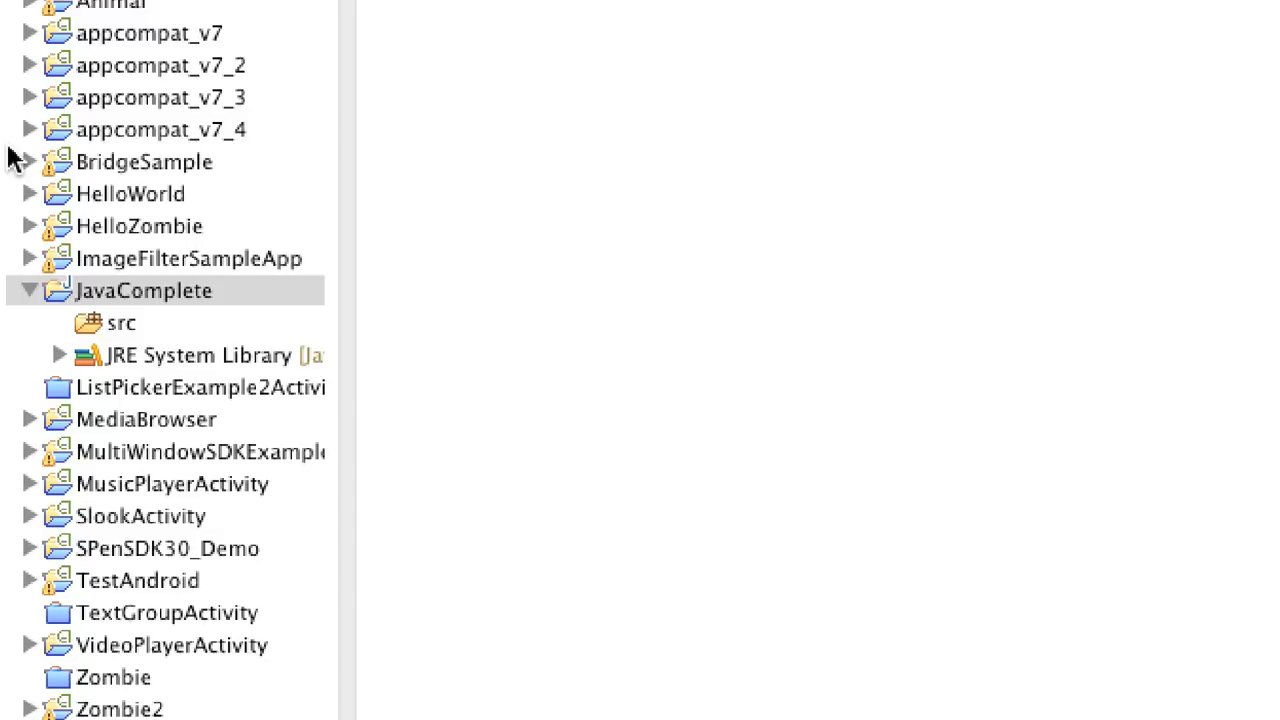 Animal
appcompat_v7
appcompat_v7_2
appcompat_v7_3
appcompat_v7_4
BridgeSample
HelloWorld
HelloZombie
ImageFilterSampleApp
JavaComplete
src
JRE System Library [Ja
ListPickerExample2Activi
MediaBrowser
MultiWindowSDKExample
MusicPlayerActivity
SlookActivity
SPenSDK30_Demo
TestAndroid
TextGroupActivity
VideoPlayerActivity
Zombie
Zombie2